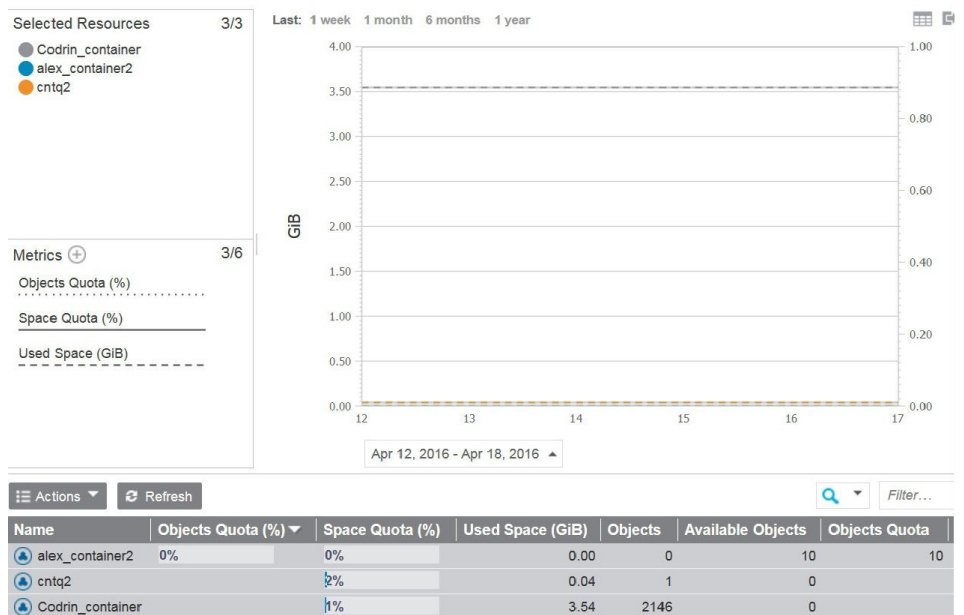 Selected Resources 3/3
Codrin_container
alex_container2
cntq2
Metrics 3/6
Objects Quota (%)
Space Quota (%)
Used Space (GiB)
Last: 1 week 1 month 6 months 1 year
4.00 1.00
3.50
0.80
3.00
2.50
0.60
GiB
2.00
0.40
1.50
1.00
0.20
0.50
0.00 0.00
12 13 14 15 16 17
Apr 12, 2016 - Apr 18, 2016
Actions Refresh Filter...
Name Objects Quota (%) Space Quota (%) Used Space (GiB) Objects Available Objects Objects Quota
alex_container2 0% 0% 0.00 0 10 10
cntq2 2% 0.04 1 0
Codrin_container 1% 3.54 2146 0